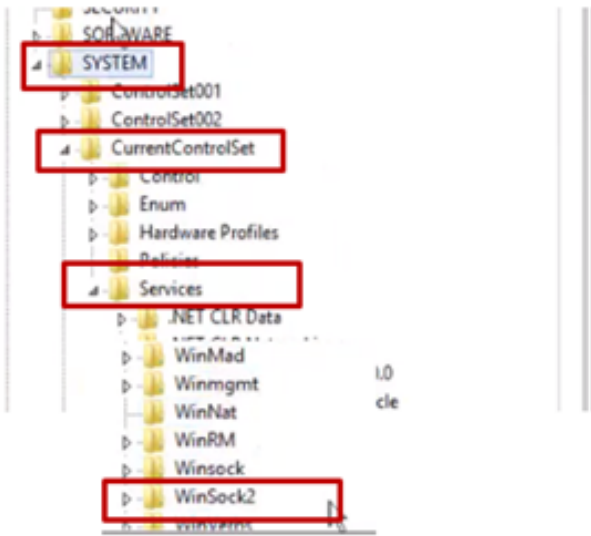 SECURITY
SOFTWARE
SYSTEM
ControlSet001
ControlSet002
CurrentControlSet
Control
Enum
Hardware Profiles
Policies
Services
.NET CLR Data
WinMad
Winmgmt
WinNat
WinRM
Winsock
WinSock2
I.0
cle